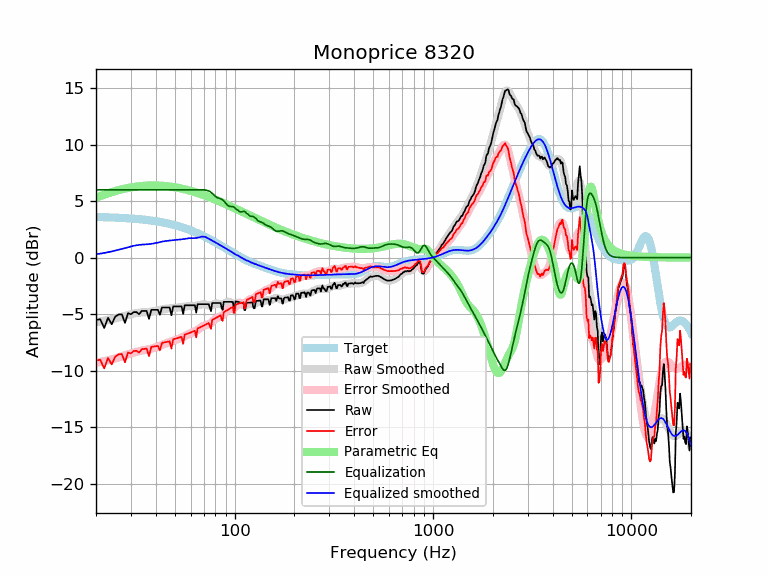 Monoprice 8320
Amplitude (dBr)
15
10
5
0
−5
−10
−15
−20
Target
Raw Smoothed
Error Smoothed
Raw
Error
Parametric Eq
Equalization
Equalized smoothed
100
1000
10000
Frequency (Hz)